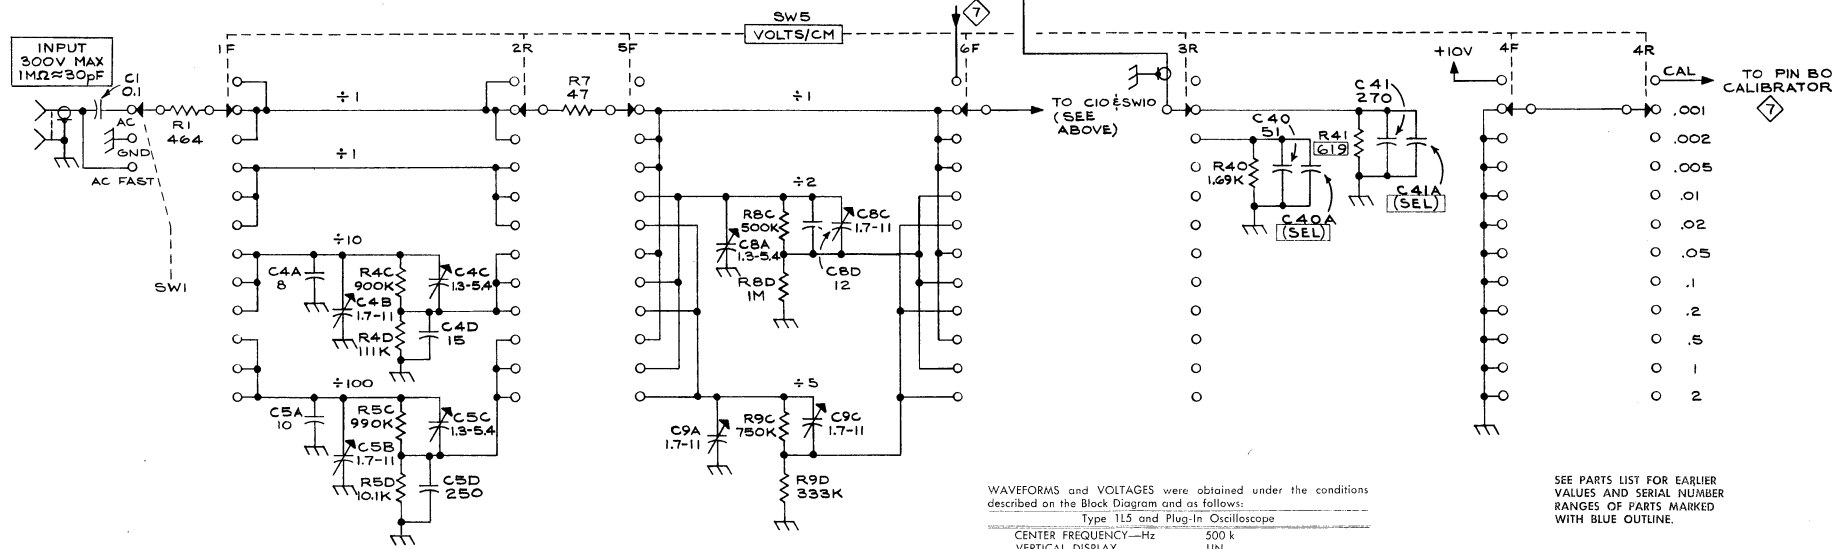 SW5
VOLTS/CM
7
INPUT
300V MAX
1MΩ≈30pF
C1
0.1
AC
GND
AC FAST
R1
464
SW1
1F
2R
5F
6F
3R
4F
4R
÷1
÷1
R7
47
÷1
TO C10 & SW10
(SEE
ABOVE)
+10V
CAL
TO PIN BO
CALIBRATOR
7
.001
.002
.005
.01
.02
.05
.1
.2
.5
1
2
C41
270
C40
51
R41
619
R40
1.69K
C41A
(SEL)
C40A
(SEL)
÷2
R8C
500K
C8C
1.7-11
C8A
1.3-5.4
C8D
12
R8D
1M
÷10
C4A
8
R4C
900K
C4C
1.3-5.4
C4B
1.7-11
R4D
111K
C4D
15
÷100
C5A
10
R5C
990K
C5C
1.3-5.4
C5B
1.7-11
R5D
10.1K
C5D
250
÷5
C9A
1.7-11
R9C
750K
C9C
1.7-11
R9D
333K
WAVEFORMS and VOLTAGES were obtained under the conditions
described on the Block Diagram and as follows:
Type 1L5 and Plug-In Oscilloscope
CENTER FREQUENCY—Hz 500 k
VERTICAL DISPLAY
SEE PARTS LIST FOR EARLIER
VALUES AND SERIAL NUMBER
RANGES OF PARTS MARKED
WITH BLUE OUTLINE.